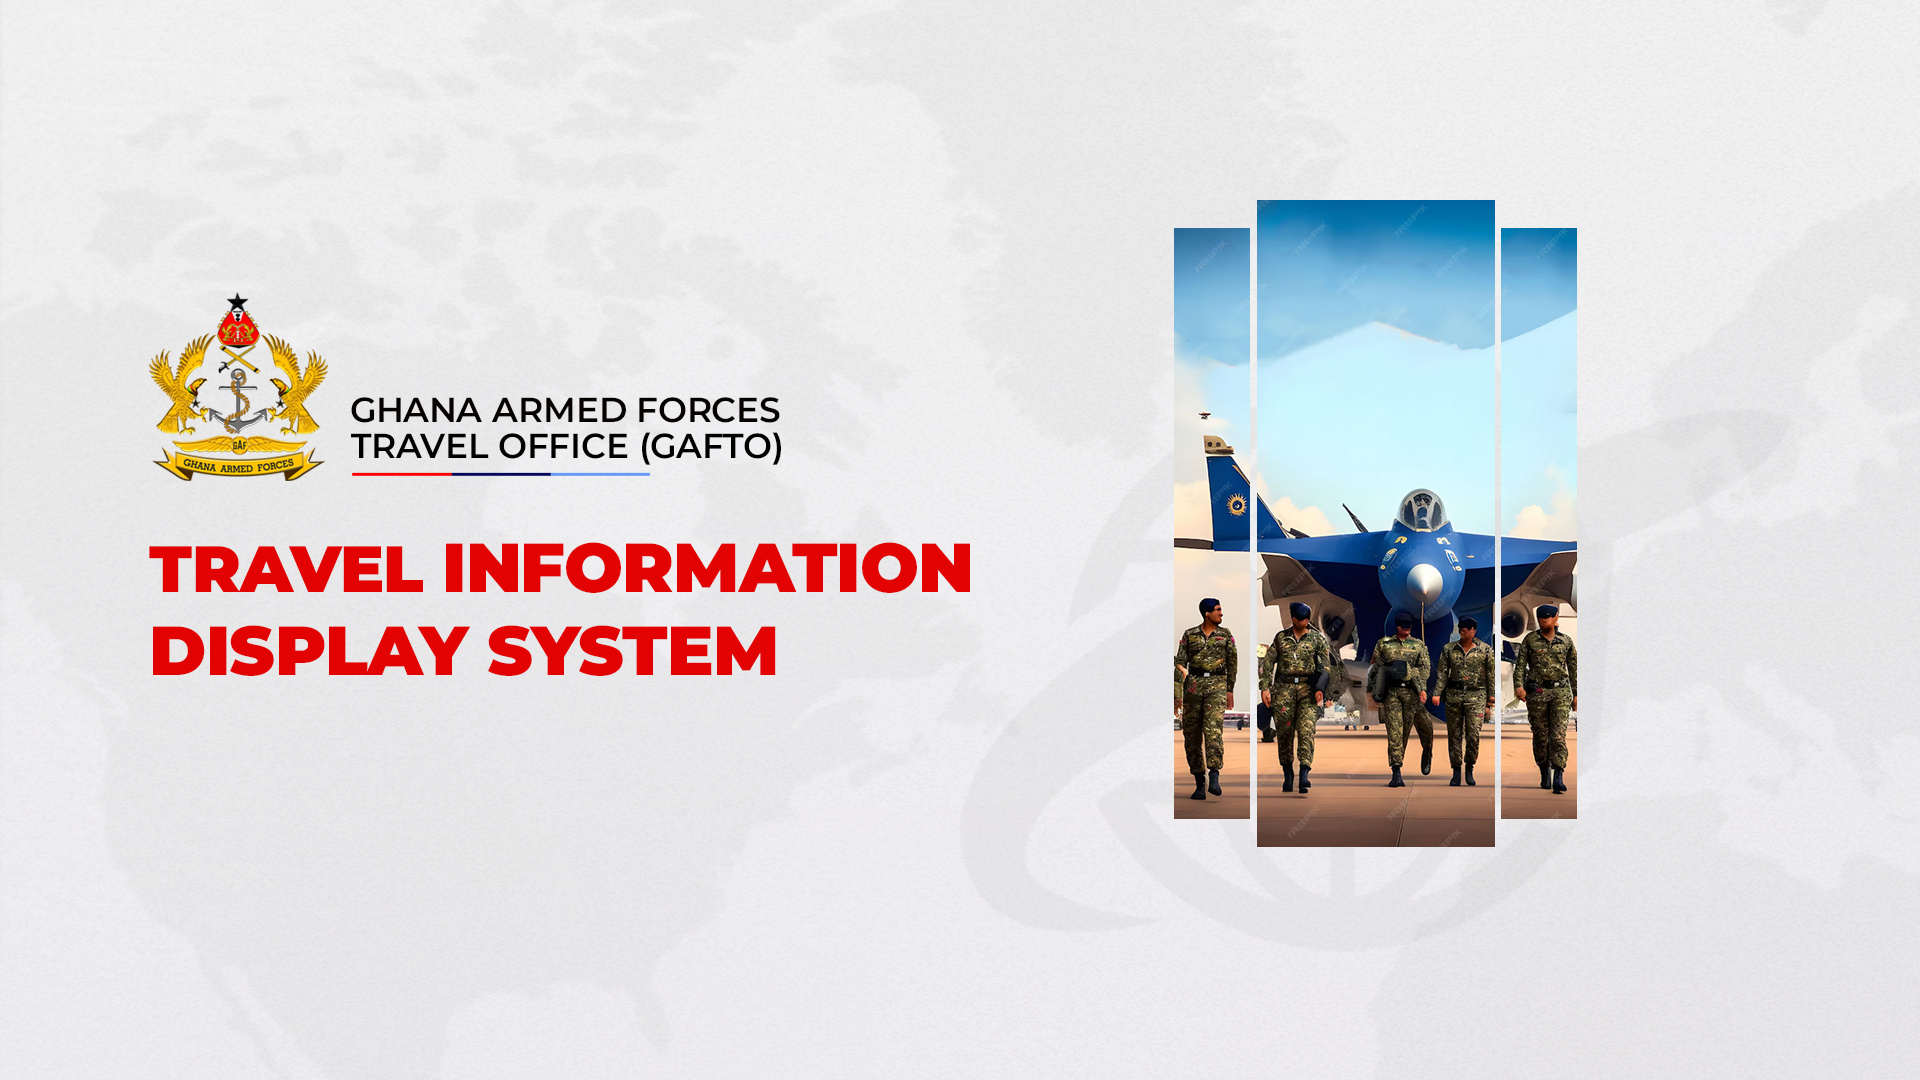 GAF
GHANA ARMED FORCES
GHANA ARMED FORCES
TRAVEL OFFICE (GAFTO)
TRAVEL INFORMATION
DISPLAY SYSTEM